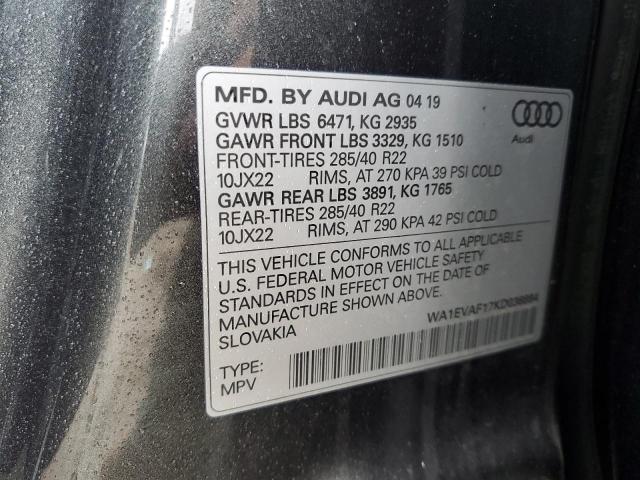 MFD. BY AUDI AG 04 19
GVWR LBS 6471, KG 2935
GAWR FRONT LBS 3329, KG 1510
FRONT-TIRES 285/40 R22
10JX22 RIMS, AT 270 KPA 39 PSI COLD
GAWR REAR LBS 3891, KG 1765
REAR-TIRES 285/40 R22
10JX22 RIMS, AT 290 KPA 42 PSI COLD
Audi
THIS VEHICLE CONFORMS TO ALL APPLICABLE
U.S. FEDERAL MOTOR VEHICLE SAFETY
STANDARDS IN EFFECT ON THE DATE OF
MANUFACTURE SHOWN ABOVE.
SLOVAKIA
TYPE:
MPV